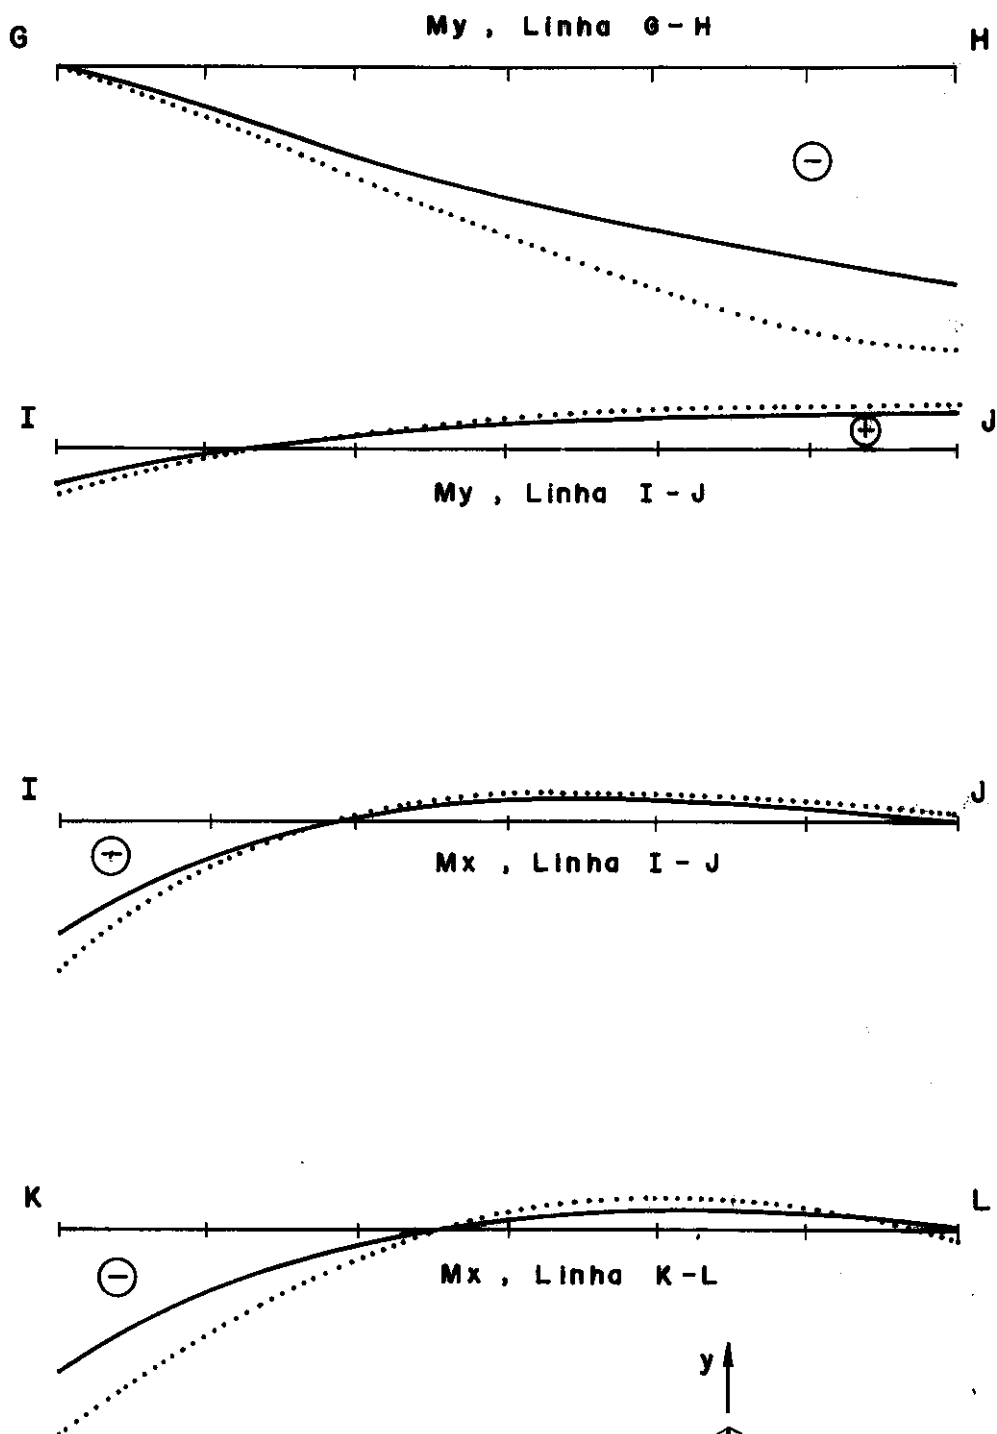 G My , Linha G-H H
⊖
I J
⊕
My , Linha I-J
I J
⊕
Mx , Linha I-J
K L
⊖
Mx , Linha K-L
y